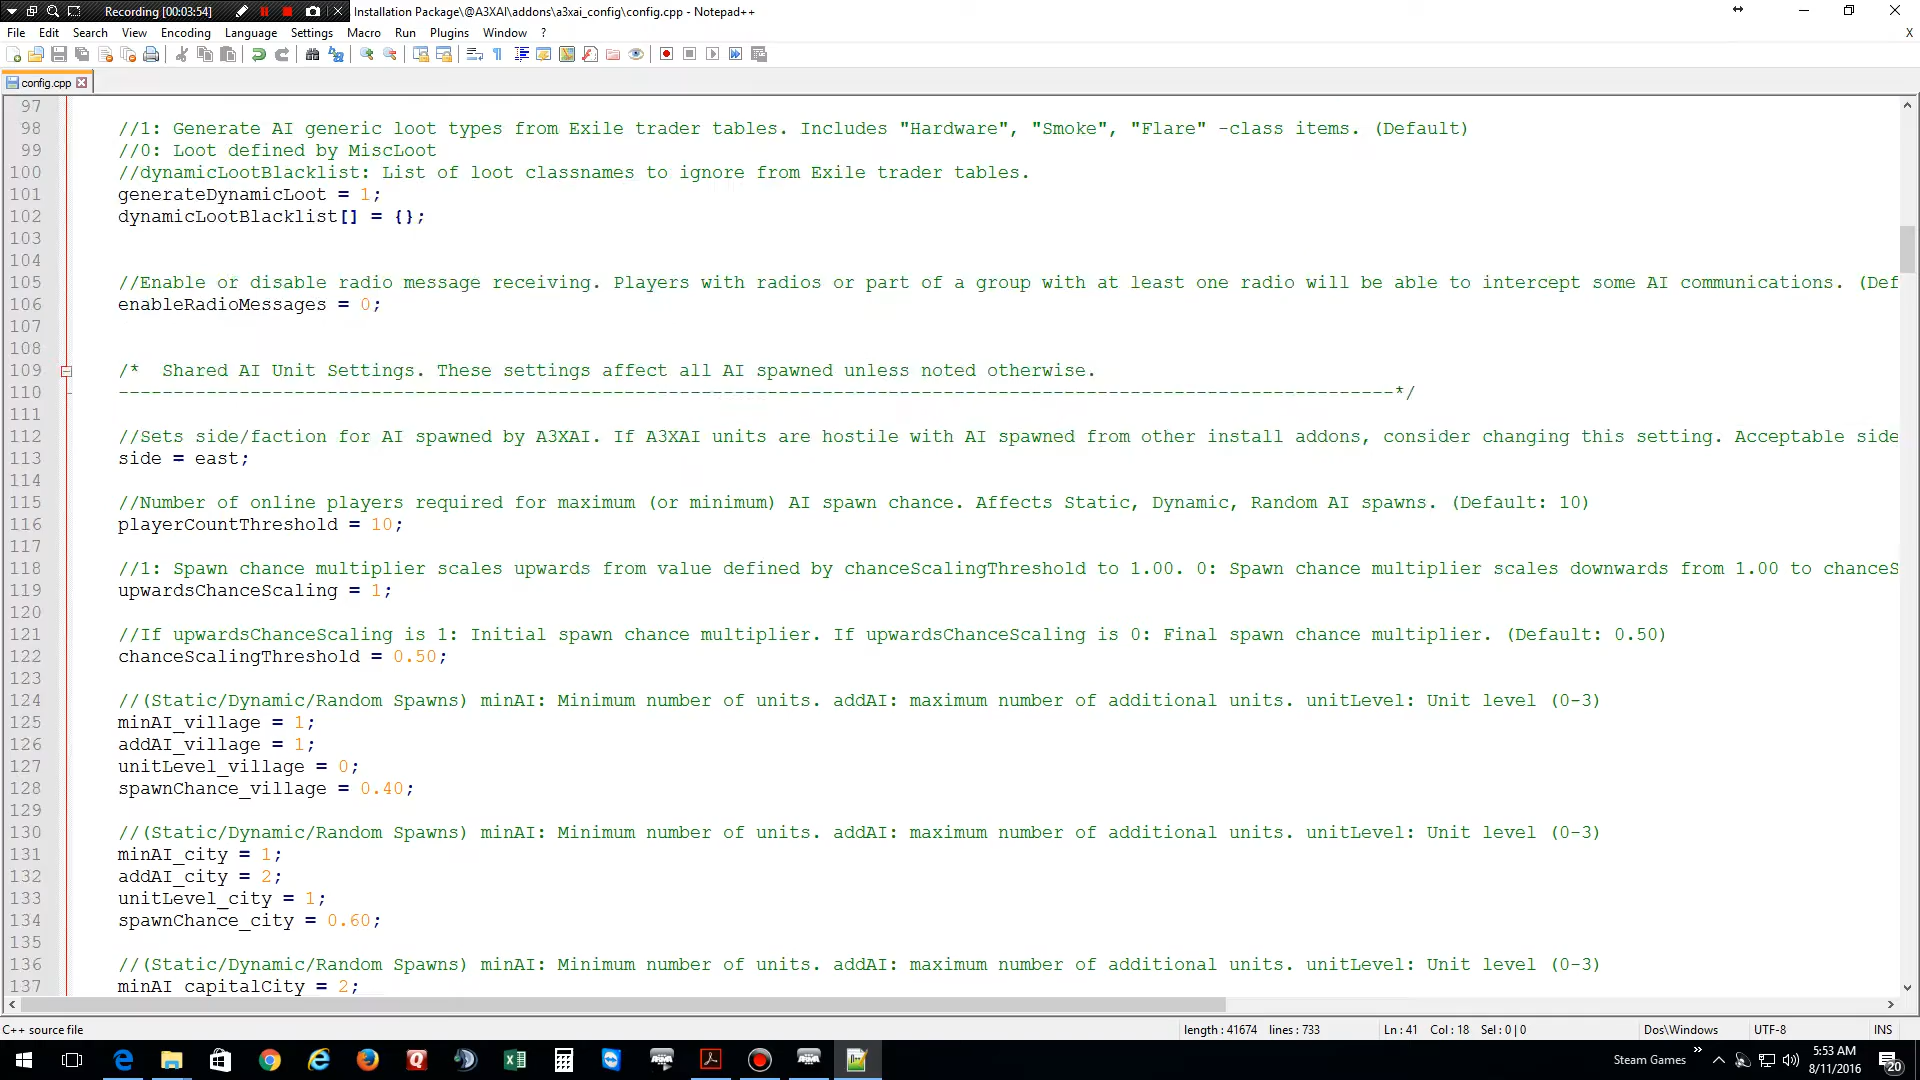 Recording [00:03:54]
Installation Package\@A3XAI\addons\a3xai_config\config.cpp - Notepad++
File Edit Search View Encoding Language Settings Macro Run Plugins Window ? X
config.cpp
97
98 //1: Generate AI generic loot types from Exile trader tables. Includes "Hardware", "Smoke", "Flare" -class items. (Default)
99 //0: Loot defined by MiscLoot
100 //dynamicLootBlacklist: List of loot classnames to ignore from Exile trader tables.
101 generateDynamicLoot = 1;
102 dynamicLootBlacklist[] = {};
103
104
105 //Enable or disable radio message receiving. Players with radios or part of a group with at least one radio will be able to intercept some AI communications. (Def
106 enableRadioMessages = 0;
107
108
109 /* Shared AI Unit Settings. These settings affect all AI spawned unless noted otherwise.
110 --------------------------------------------------------------------------------------------------------------------*/
111
112 //Sets side/faction for AI spawned by A3XAI. If A3XAI units are hostile with AI spawned from other install addons, consider changing this setting. Acceptable side
113 side = east;
114
115 //Number of online players required for maximum (or minimum) AI spawn chance. Affects Static, Dynamic, Random AI spawns. (Default: 10)
116 playerCountThreshold = 10;
117
118 //1: Spawn chance multiplier scales upwards from value defined by chanceScalingThreshold to 1.00. 0: Spawn chance multiplier scales downwards from 1.00 to chanceS
119 upwardsChanceScaling = 1;
120
121 //If upwardsChanceScaling is 1: Initial spawn chance multiplier. If upwardsChanceScaling is 0: Final spawn chance multiplier. (Default: 0.50)
122 chanceScalingThreshold = 0.50;
123
124 //(Static/Dynamic/Random Spawns) minAI: Minimum number of units. addAI: maximum number of additional units. unitLevel: Unit level (0-3)
125 minAI_village = 1;
126 addAI_village = 1;
127 unitLevel_village = 0;
128 spawnChance_village = 0.40;
129
130 //(Static/Dynamic/Random Spawns) minAI: Minimum number of units. addAI: maximum number of additional units. unitLevel: Unit level (0-3)
131 minAI_city = 1;
132 addAI_city = 2;
133 unitLevel_city = 1;
134 spawnChance_city = 0.60;
135
136 //(Static/Dynamic/Random Spawns) minAI: Minimum number of units. addAI: maximum number of additional units. unitLevel: Unit level (0-3)
137 minAI_capitalCity = 2;
C++ source file length : 41674 lines : 733 Ln : 41 Col : 18 Sel : 0 | 0 Dos\Windows UTF-8 INS
Steam Games » 5:53 AM
8/11/2016 20